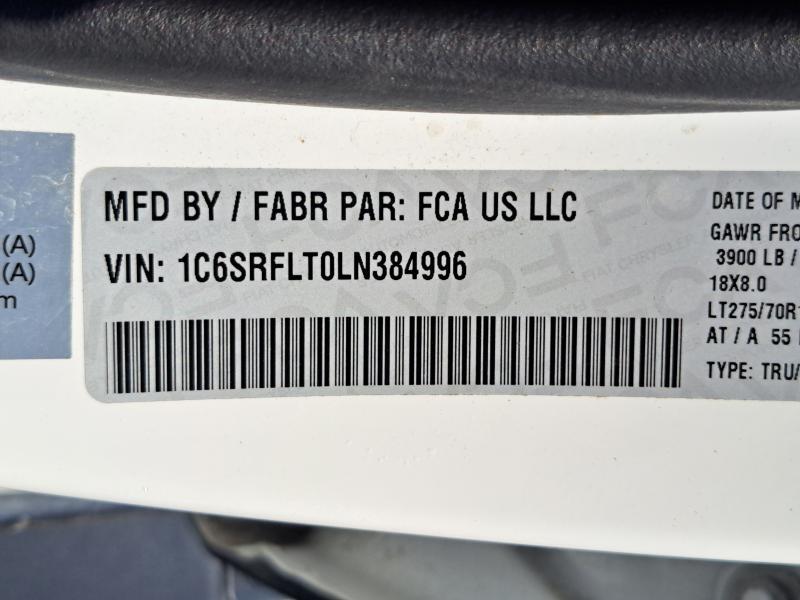 (A)
(A)
m
MFD BY / FABR PAR: FCA US LLC
VIN: 1C6SRFLT0LN384996
DATE OF M
GAWR FRO
3900 LB /
18X8.0
LT275/70R1
AT / A 55
TYPE: TRU/